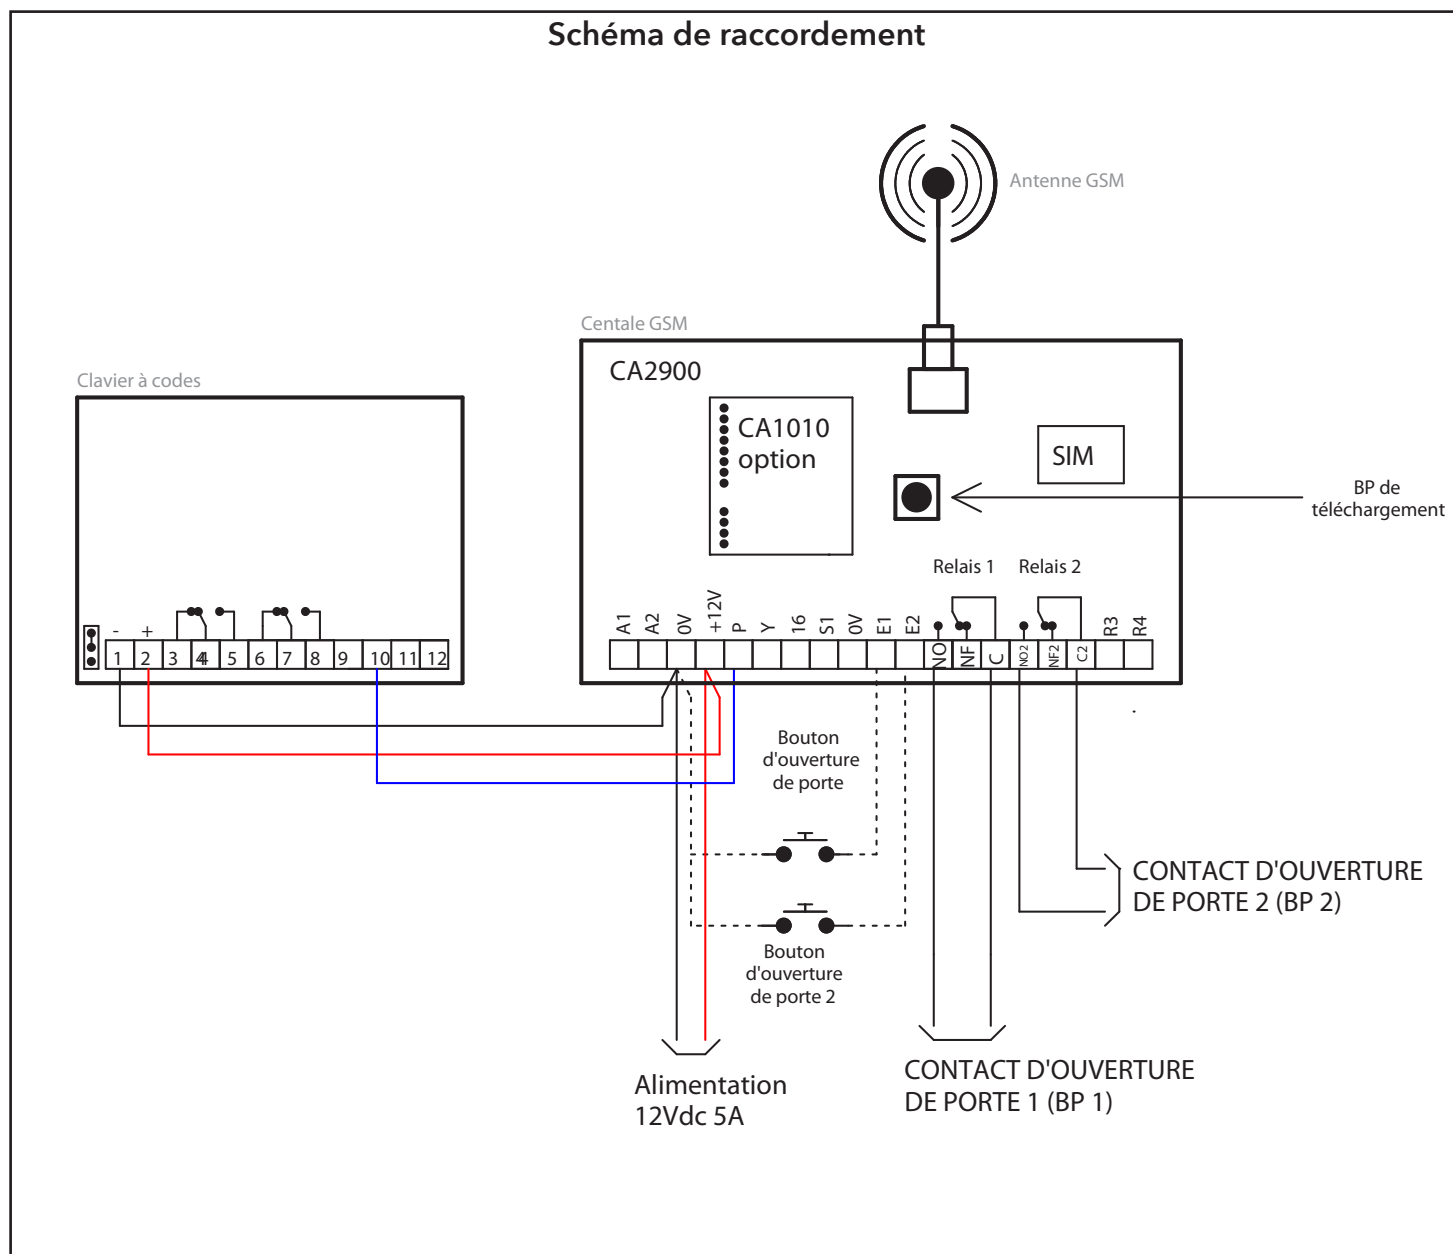 Schéma de raccordement
Antenne GSM
Centale GSM
CA2900
Clavier à codes
CA1010
option
SIM
BP de
téléchargement
Relais 1
Relais 2
A1
A2
0V
+12V
P
Y
16
S1
0V
E1
E2
NO
NF
C
NO2
NF2
C2
R3
R4
-
+
1
2
3
4
5
6
7
8
9
10
11
12
Bouton
d'ouverture
de porte
Bouton
d'ouverture
de porte 2
CONTACT D'OUVERTURE
DE PORTE 2 (BP 2)
CONTACT D'OUVERTURE
DE PORTE 1 (BP 1)
Alimentation
12Vdc 5A